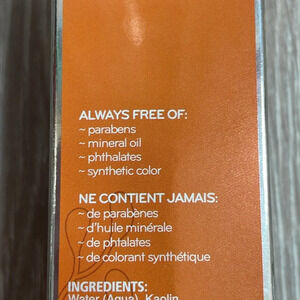 ALWAYS FREE OF:
~ parabens
~ mineral oil
~ phthalates
~ synthetic color
NE CONTIENT JAMAIS:
~ de parabènes
~ d'huile minérale
~ de phtalates
~ de colorant synthétique
INGREDIENTS:
Water (Aqua), Kaolin,